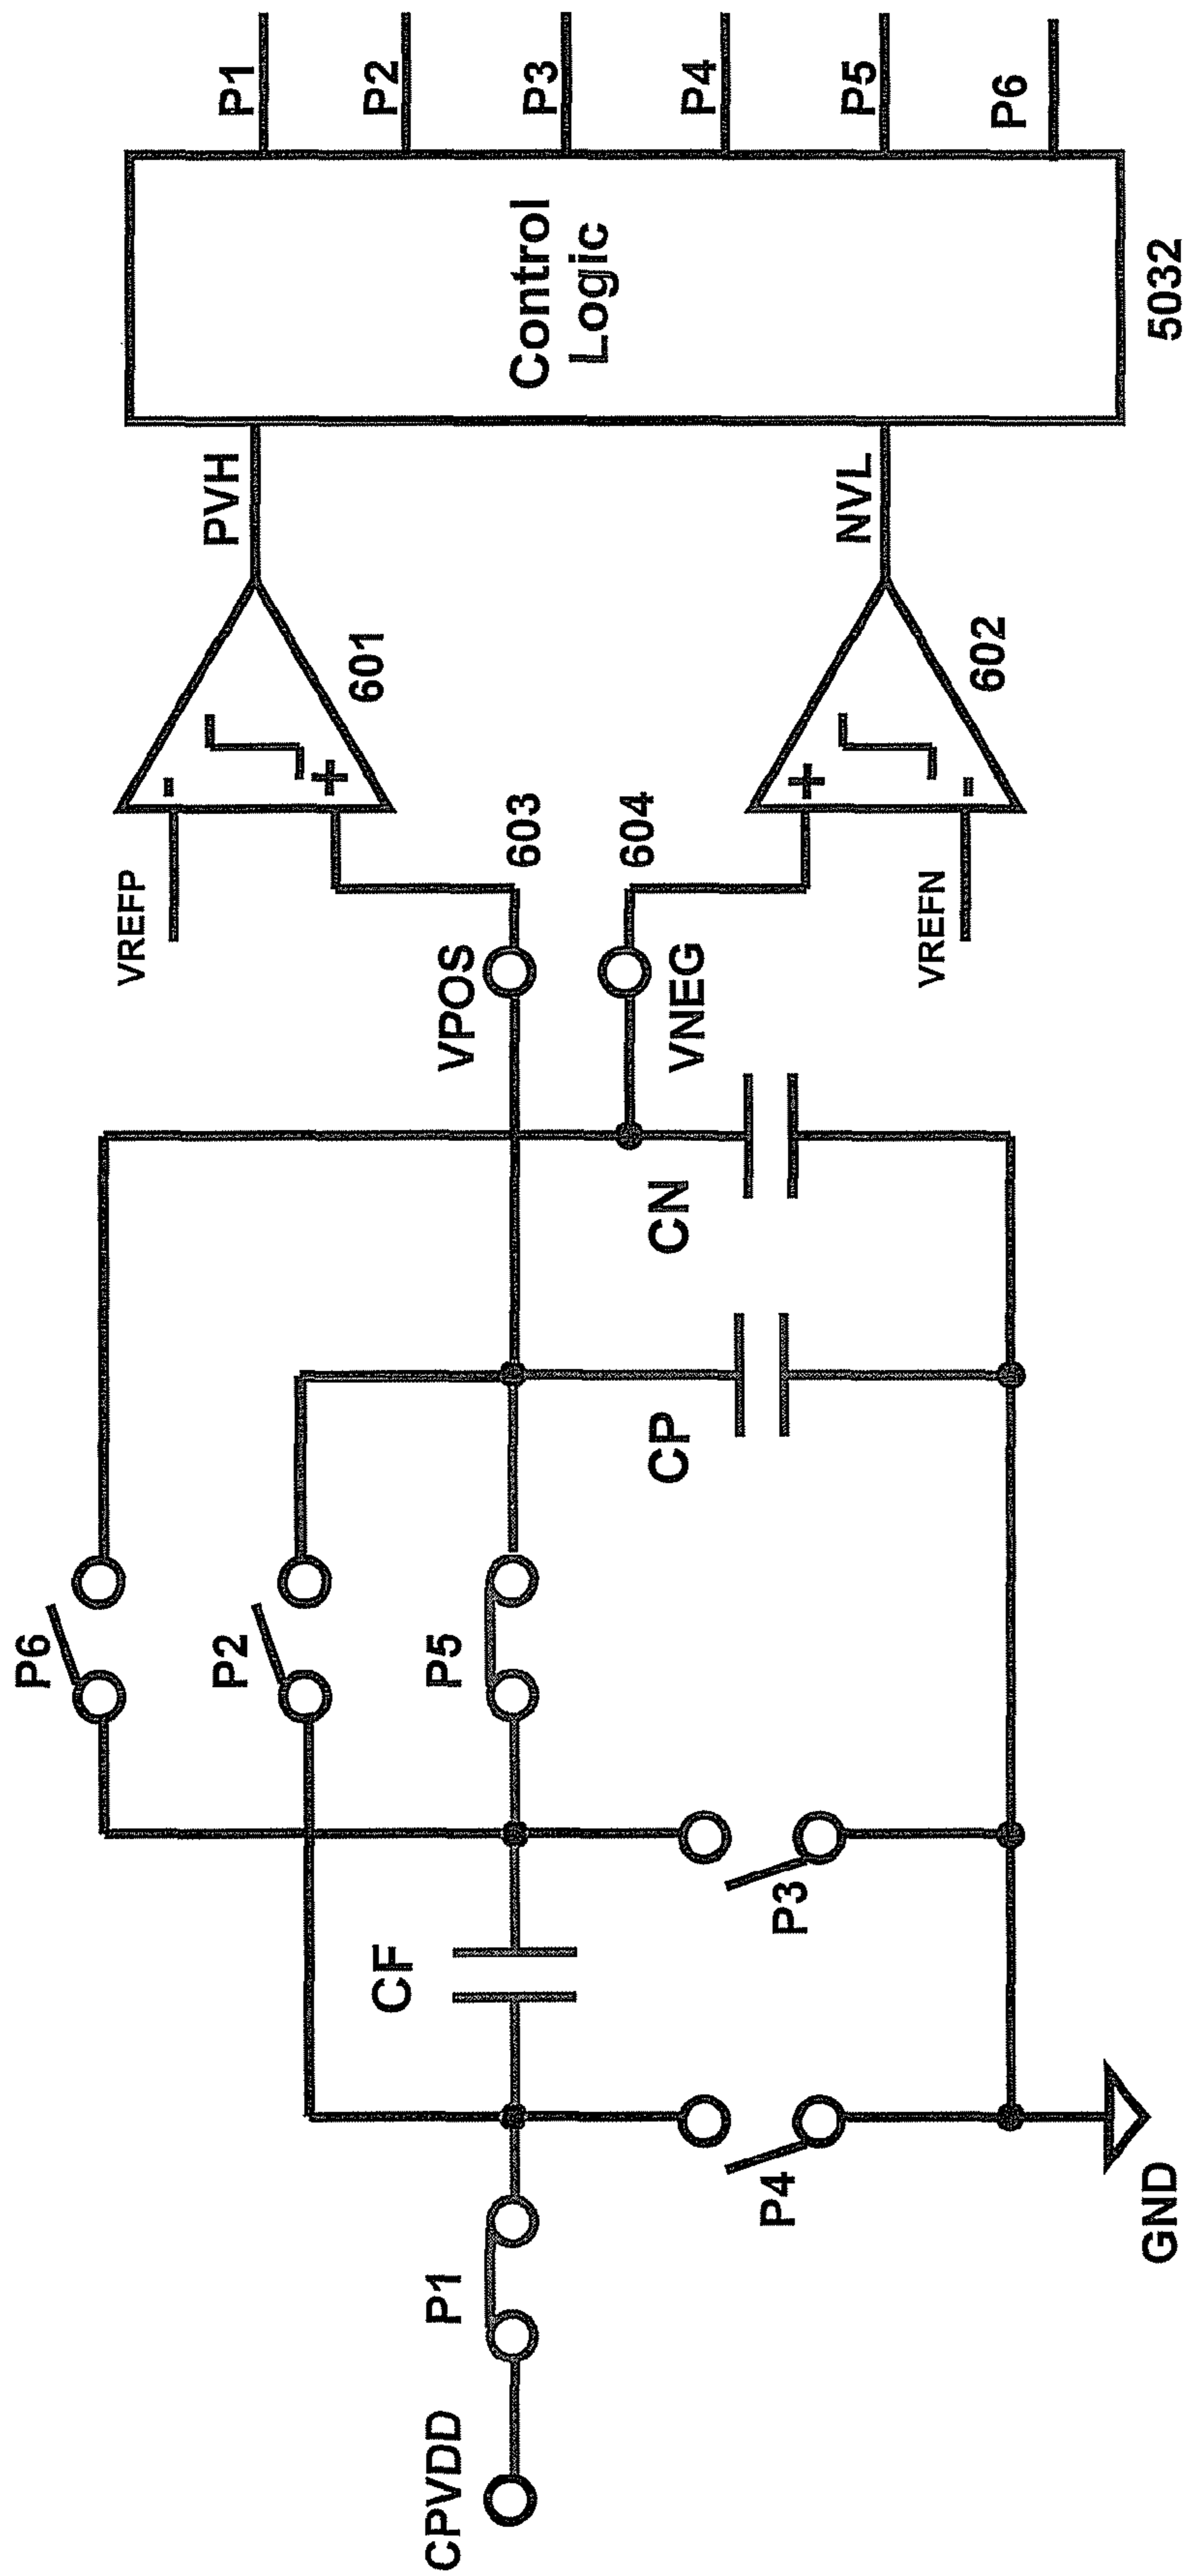 P6
P2
P5
P1
CPVDD
CF
P4
P3
GND
CP
CN
VPOS
VNEG
603
604
VREFP
-
+
601
PVH
VREFN
+
-
602
NVL
Control
Logic
5032
P1
P2
P3
P4
P5
P6